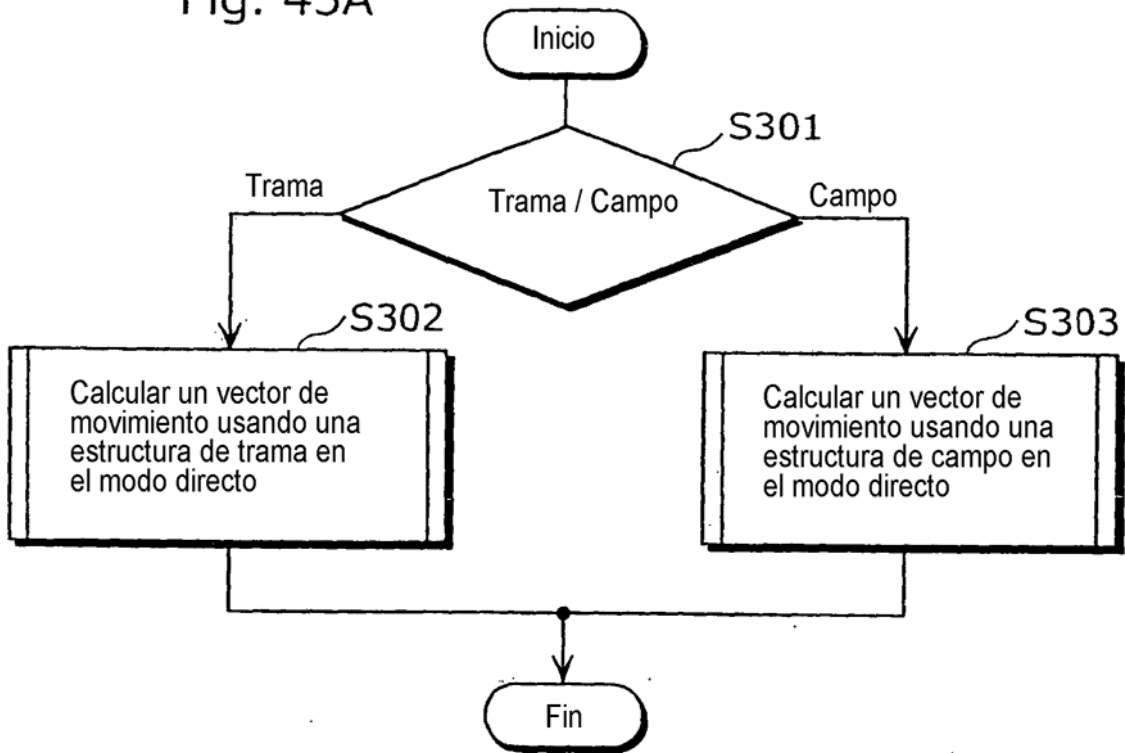 Fig. 43A
Inicio
S301
Trama
Trama / Campo
Campo
S302
S303
Calcular un vector de
movimiento usando una
estructura de trama en
el modo directo
Calcular un vector de
movimiento usando una
estructura de campo en
el modo directo
Fin